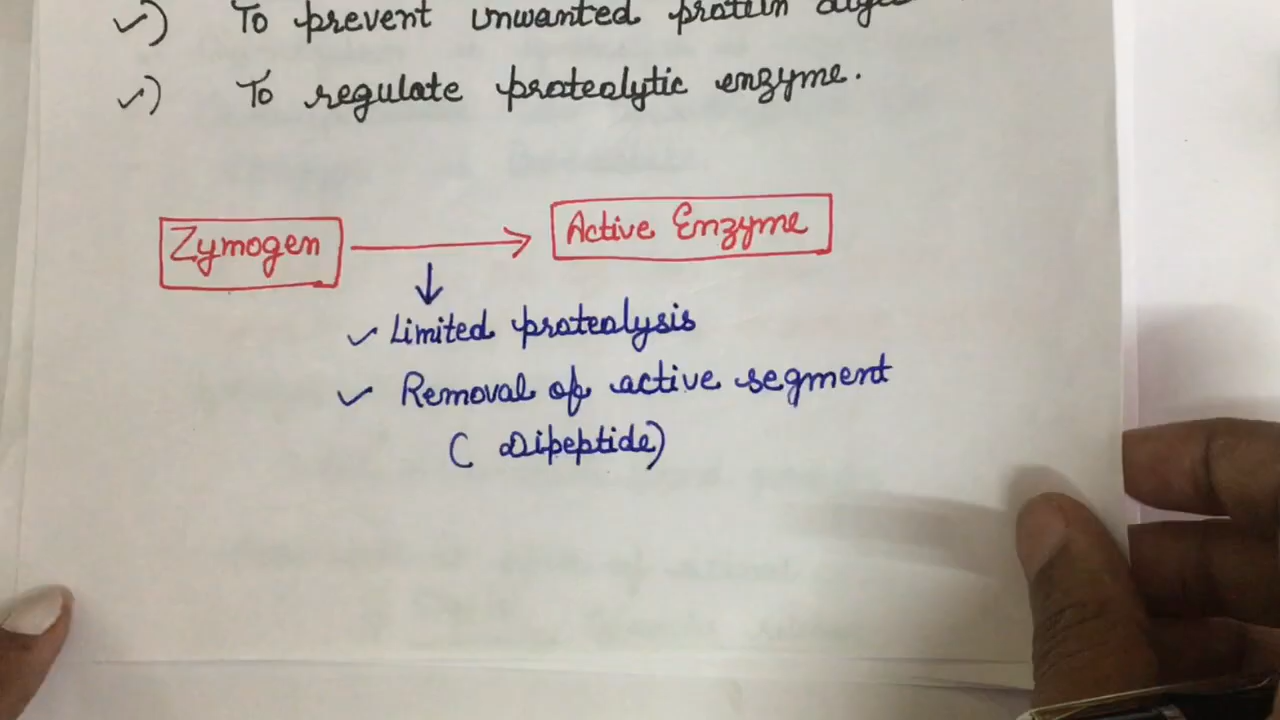 To prevent unwanted protein
To regulate proteolytic enzyme.
Zymogen → Active Enzyme
↓
✓ Limited proteolysis
✓ Removal of active segment
( Dipeptide)